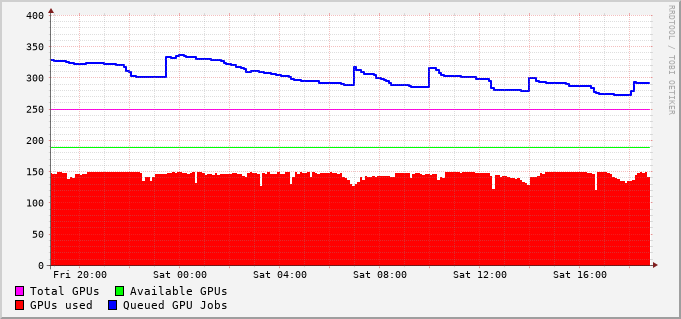 400
350
300
250
200
150
100
50
0
Fri 20:00 Sat 00:00 Sat 04:00 Sat 08:00 Sat 12:00 Sat 16:00
Total GPUs Available GPUs
GPUs used Queued GPU Jobs
RRDTOOL / TOBI OETIKER